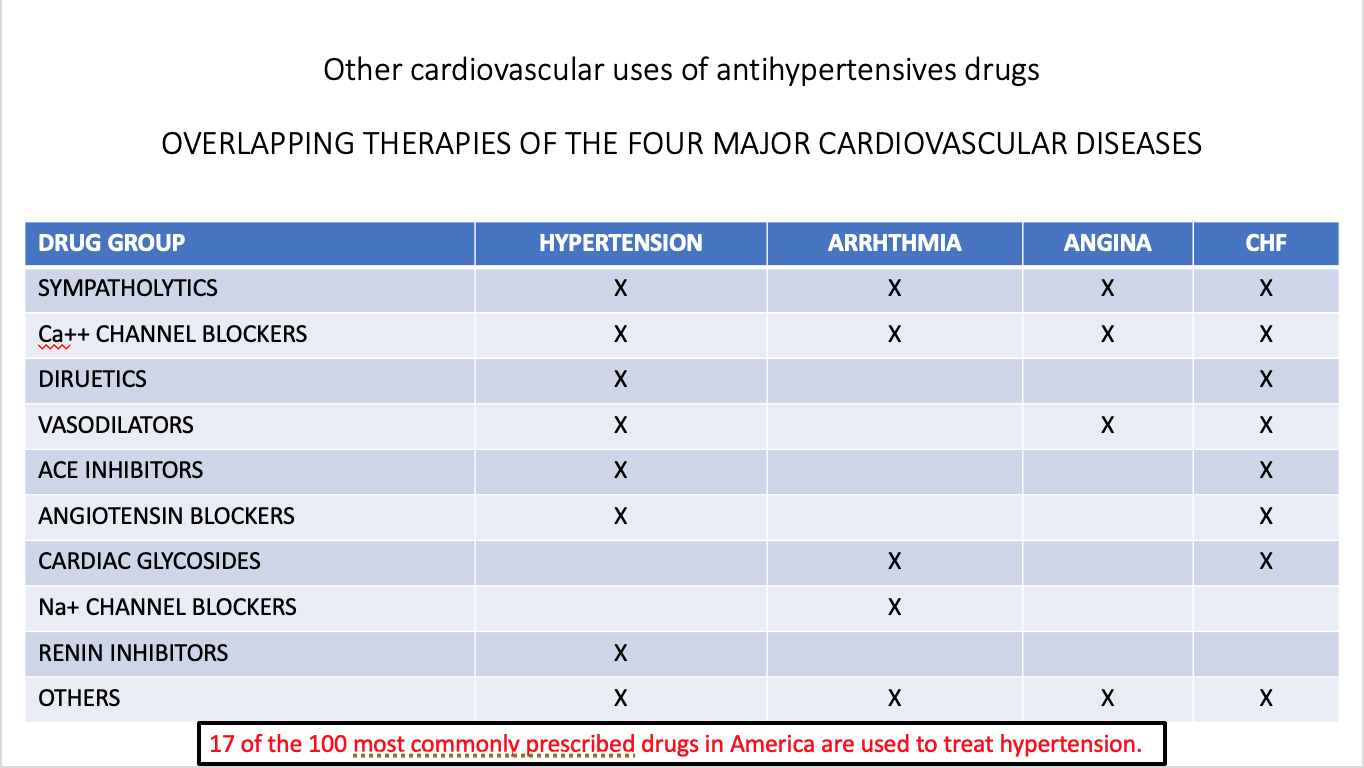 Other cardiovascular uses of antihypertensives drugs
OVERLAPPING THERAPIES OF THE FOUR MAJOR CARDIOVASCULAR DISEASES
DRUG GROUP HYPERTENSION ARRHTHMIA ANGINA CHF
SYMPATHOLYTICS X X X X
Ca++ CHANNEL BLOCKERS X X X X
DIRUETICS X X
VASODILATORS X X X
ACE INHIBITORS X X
ANGIOTENSIN BLOCKERS X X
CARDIAC GLYCOSIDES X X
Na+ CHANNEL BLOCKERS X
RENIN INHIBITORS X
OTHERS X X X X
17 of the 100 most commonly prescribed drugs in America are used to treat hypertension.